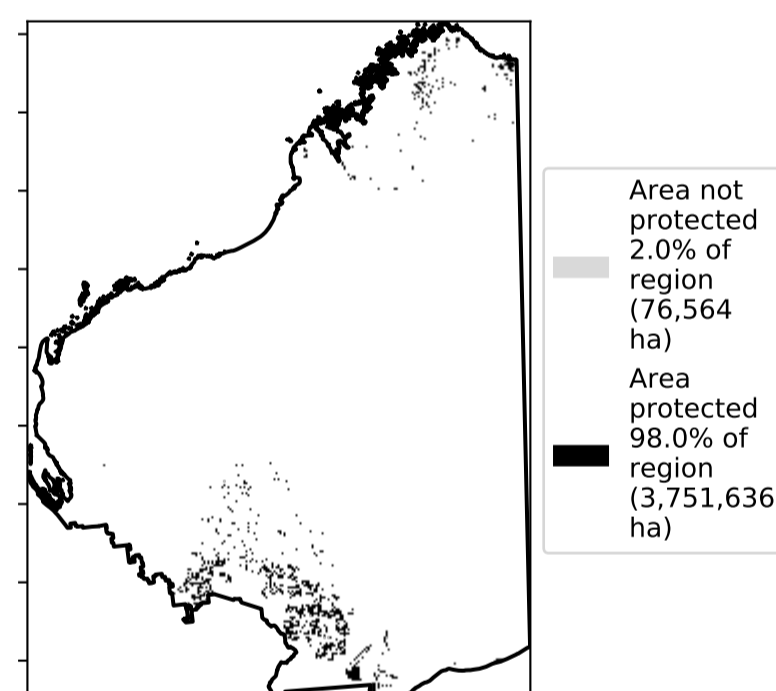 Area not
protected
2.0% of
region
(76,564
ha)
Area
protected
98.0% of
region
(3,751,636
ha)